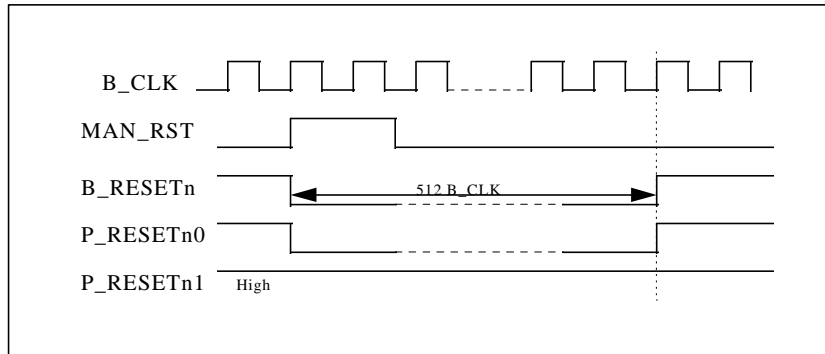 B_CLK
MAN_RST
B_RESETn
512 B_CLK
P_RESETn0
P_RESETn1
High